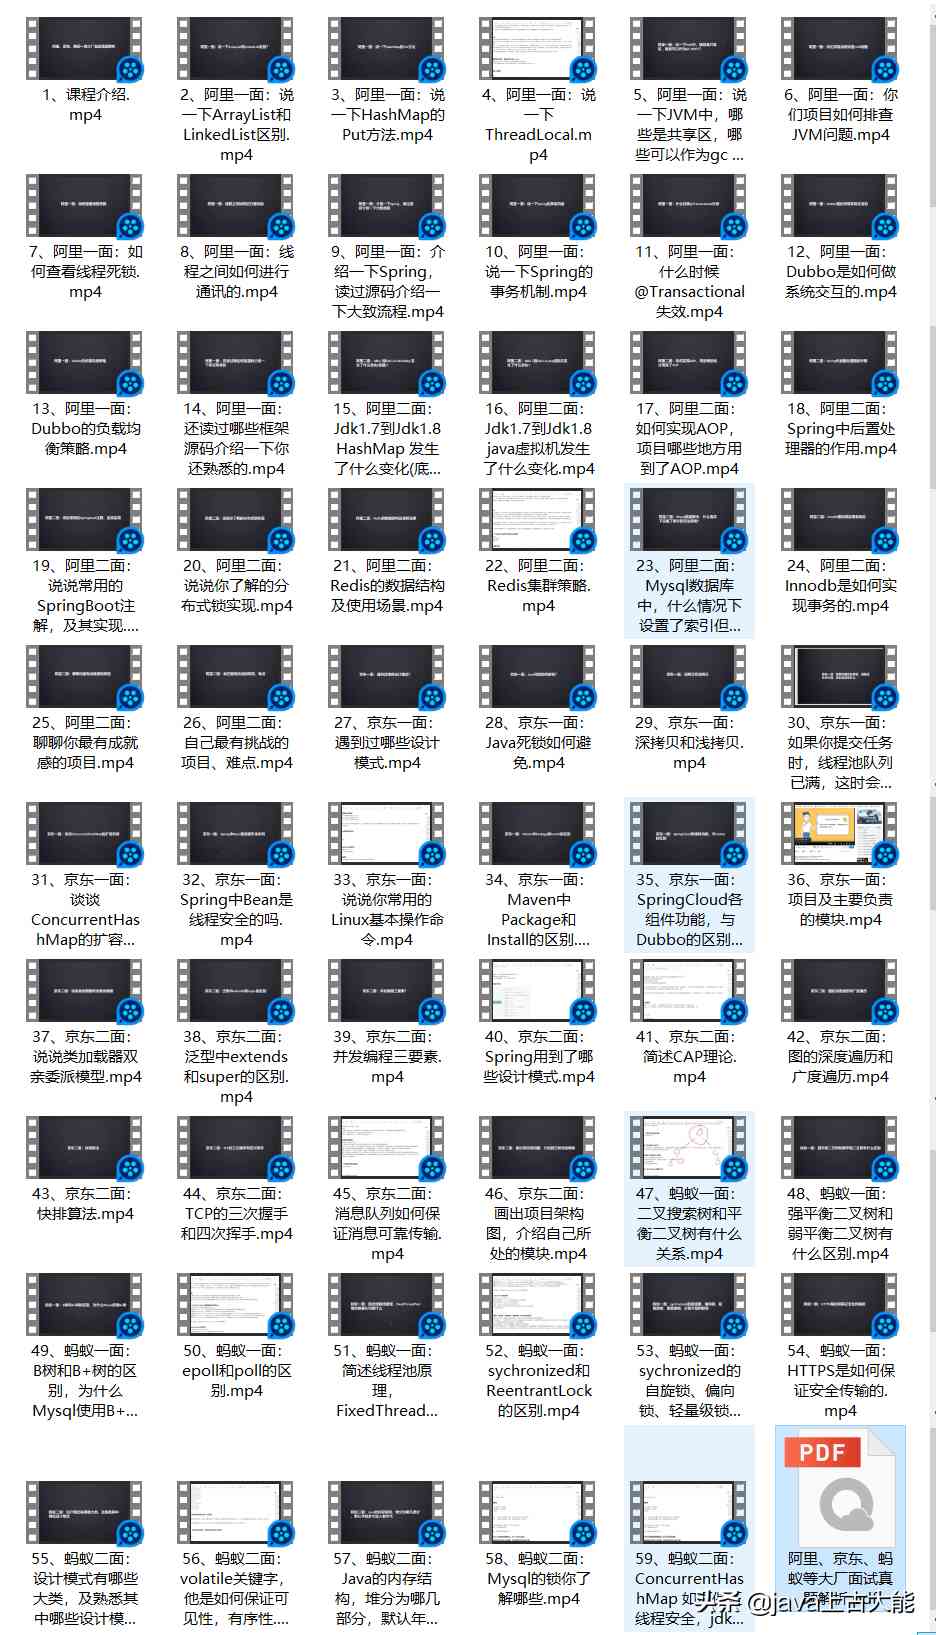 1、课程介绍.
mp4
2、阿里一面：说
一下ArrayList和
LinkedList区别.
mp4
3、阿里一面：说
一下HashMap的
Put方法.mp4
4、阿里一面：说
一下
ThreadLocal.m
p4
5、阿里一面：说
一下JVM中，哪
些是共享区，哪
些可以作为gc ...
6、阿里一面：你
们项目如何排查
JVM问题.mp4
7、阿里一面：如
何查看线程死锁.
mp4
8、阿里一面：线
程之间如何进行
通讯的.mp4
9、阿里一面：介
绍一下Spring，
读过源码介绍一
下大致流程.mp4
10、阿里一面：
说一下Spring的
事务机制.mp4
11、阿里一面：
什么时候
@Transactional
失效.mp4
12、阿里一面：
Dubbo是如何做
系统交互的.mp4
13、阿里一面：
Dubbo的负载均
衡策略.mp4
14、阿里一面：
还读过哪些框架
源码介绍一下你
还熟悉的.mp4
15、阿里二面：
Jdk1.7到Jdk1.8
HashMap 发生
了什么变化(底...
16、阿里二面：
Jdk1.7到Jdk1.8
java虚拟机发生
了什么变化.mp4
17、阿里二面：
如何实现AOP，
项目哪些地方用
到了AOP.mp4
18、阿里二面：
Spring中后置处
理器的作用.mp4
19、阿里二面：
说说常用的
SpringBoot注
解，及其实现....
20、阿里二面：
说说你了解的分
布式锁实现.mp4
21、阿里二面：
Redis的数据结构
及使用场景.mp4
22、阿里二面：
Redis集群策略.
mp4
23、阿里二面：
Mysql数据库
中，什么情况下
设置了索引但...
24、阿里二面：
Innodb是如何实
现事务的.mp4
25、阿里二面：
聊聊你最有成就
感的项目.mp4
26、阿里二面：
自己最有挑战的
项目、难点.mp4
27、京东一面：
遇到过哪些设计
模式.mp4
28、京东一面：
Java死锁如何避
免.mp4
29、京东一面：
深拷贝和浅拷贝.
mp4
30、京东一面：
如果你提交任务
时，线程池队列
已满，这时会...
31、京东一面：
谈谈
ConcurrentHas
hMap的扩容...
32、京东一面：
Spring中Bean是
线程安全的吗.
mp4
33、京东一面：
说说你常用的
Linux基本操作命
令.mp4
34、京东一面：
Maven中
Package和
Install的区别....
35、京东一面：
SpringCloud各
组件功能，与
Dubbo的区别...
36、京东一面：
项目及主要负责
的模块.mp4
37、京东二面：
说说类加载器双
亲委派模型.mp4
38、京东二面：
泛型中extends
和super的区别.
mp4
39、京东二面：
并发编程三要素.
mp4
40、京东二面：
Spring用到了哪
些设计模式.mp4
41、京东二面：
简述CAP理论.
mp4
42、京东二面：
图的深度遍历和
广度遍历.mp4
43、京东二面：
快排算法.mp4
44、京东二面：
TCP的三次握手
和四次挥手.mp4
45、京东二面：
消息队列如何保
证消息可靠传输.
mp4
46、京东二面：
画出项目架构
图，介绍自己所
处的模块.mp4
47、蚂蚁一面：
二叉搜索树和平
衡二叉树有什么
关系.mp4
48、蚂蚁一面：
强平衡二叉树和
弱平衡二叉树有
什么区别.mp4
49、蚂蚁一面：
B树和B+树的区
别，为什么
Mysql使用B+...
50、蚂蚁一面：
epoll和poll的区
别.mp4
51、蚂蚁一面：
简述线程池原
理，
FixedThread...
52、蚂蚁一面：
sychronized和
ReentrantLock
的区别.mp4
53、蚂蚁一面：
sychronized的
自旋锁、偏向
锁、轻量级锁...
54、蚂蚁一面：
HTTPS是如何保
证安全传输的.
mp4
55、蚂蚁二面：
设计模式有哪些
大类，及熟悉其
中哪些设计模...
56、蚂蚁二面：
volatile关键字，
他是如何保证可
见性，有序性....
57、蚂蚁二面：
Java的内存结
构，堆分为哪几
部分，默认年...
58、蚂蚁二面：
Mysql的锁你了
解哪些.mp4
59、蚂蚁二面：
ConcurrentHas
hMap
线程安全，jdk...
PDF
阿里、京东、蚂
蚁等大厂面试真
头条 @java上古大能